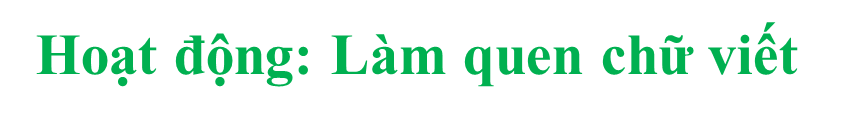 Hoạt động: Làm quen chữ viết